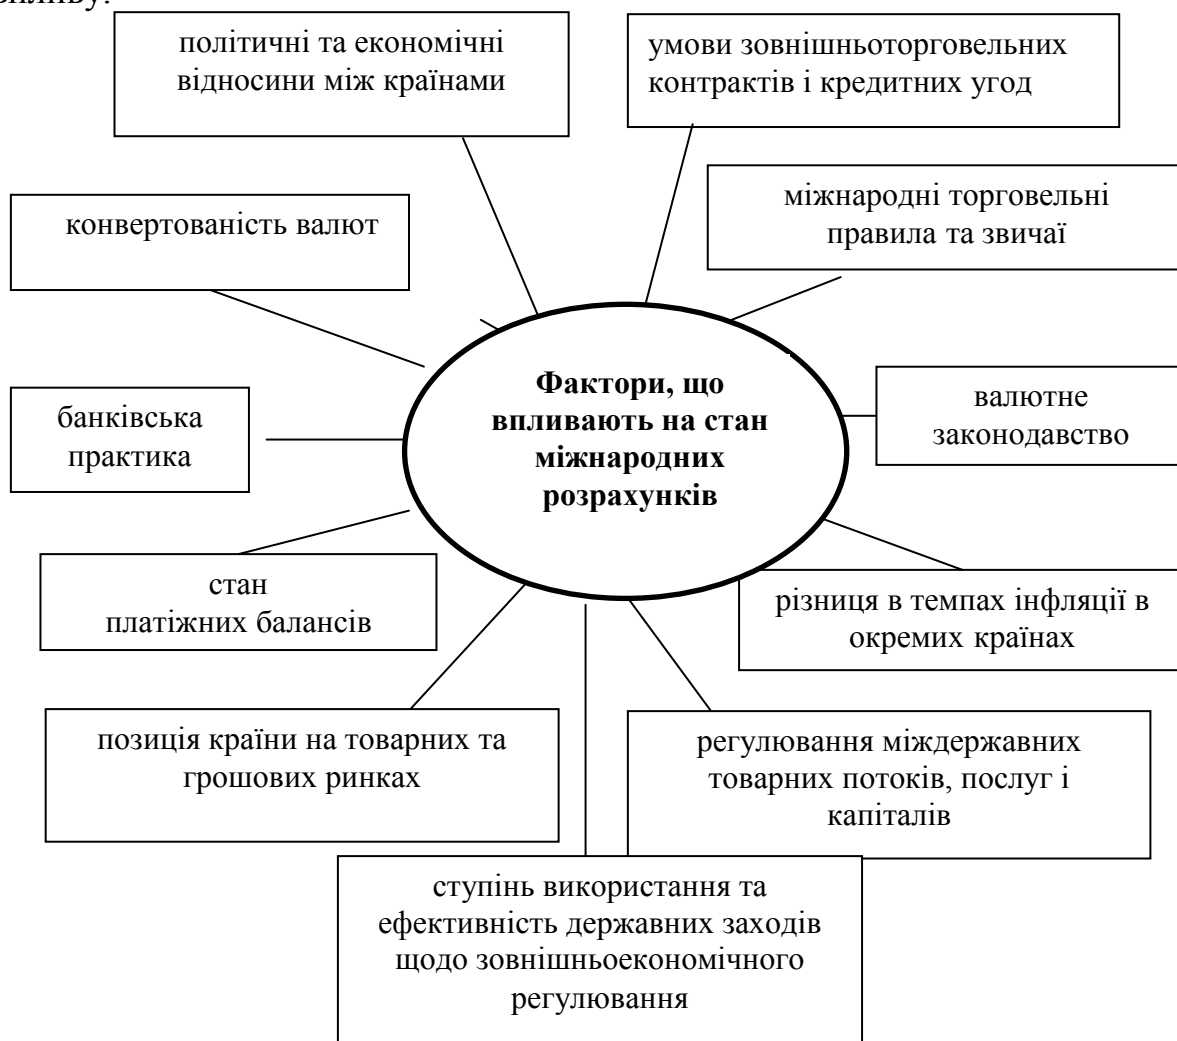 політичні та економічні
відносини між країнами
умови зовнішньоторговельних
контрактів і кредитних угод
конвертованість валют
міжнародні торговельні
правила та звичаї
Фактори, що
впливають на стан
міжнародних
розрахунків
банківська
практика
валютне
законодавство
стан
платіжних балансів
різниця в темпах інфляції в
окремих країнах
позиція країни на товарних та
грошових ринках
регулювання міждержавних
товарних потоків, послуг і
капіталів
ступінь використання та
ефективність державних заходів
щодо зовнішньоекономічного
регулювання